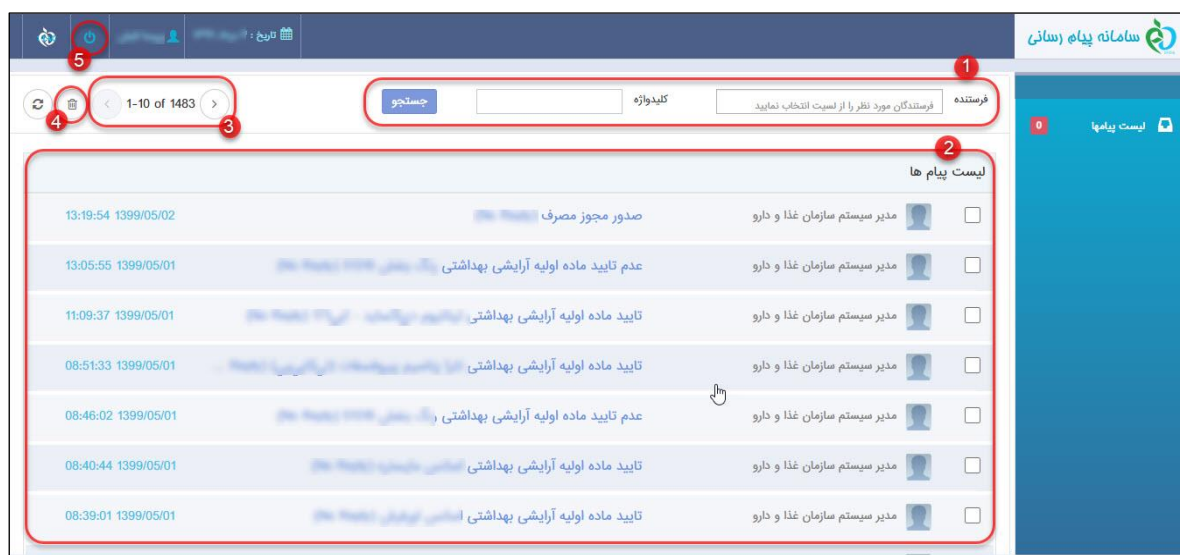 سامانه پیام رسانی
تاریخ :
5
1
فرستنده
فرستندگان مورد نظر را از لسیت انتخاب نمایید
کلیدواژه
جستجو
1-10 of 1483
3
4
لیست پیامها
0
2
لیست پیام ها
مدیر سیستم سازمان غذا و دارو صدور مجوز مصرف 13:19:54 1399/05/02
مدیر سیستم سازمان غذا و دارو عدم تایید ماده اولیه آرایشی بهداشتی 13:05:55 1399/05/01
مدیر سیستم سازمان غذا و دارو تایید ماده اولیه آرایشی بهداشتی 11:09:37 1399/05/01
مدیر سیستم سازمان غذا و دارو تایید ماده اولیه آرایشی بهداشتی 08:51:33 1399/05/01
مدیر سیستم سازمان غذا و دارو عدم تایید ماده اولیه آرایشی بهداشتی 08:46:02 1399/05/01
مدیر سیستم سازمان غذا و دارو تایید ماده اولیه آرایشی بهداشتی 08:40:44 1399/05/01
مدیر سیستم سازمان غذا و دارو تایید ماده اولیه آرایشی بهداشتی 08:39:01 1399/05/01